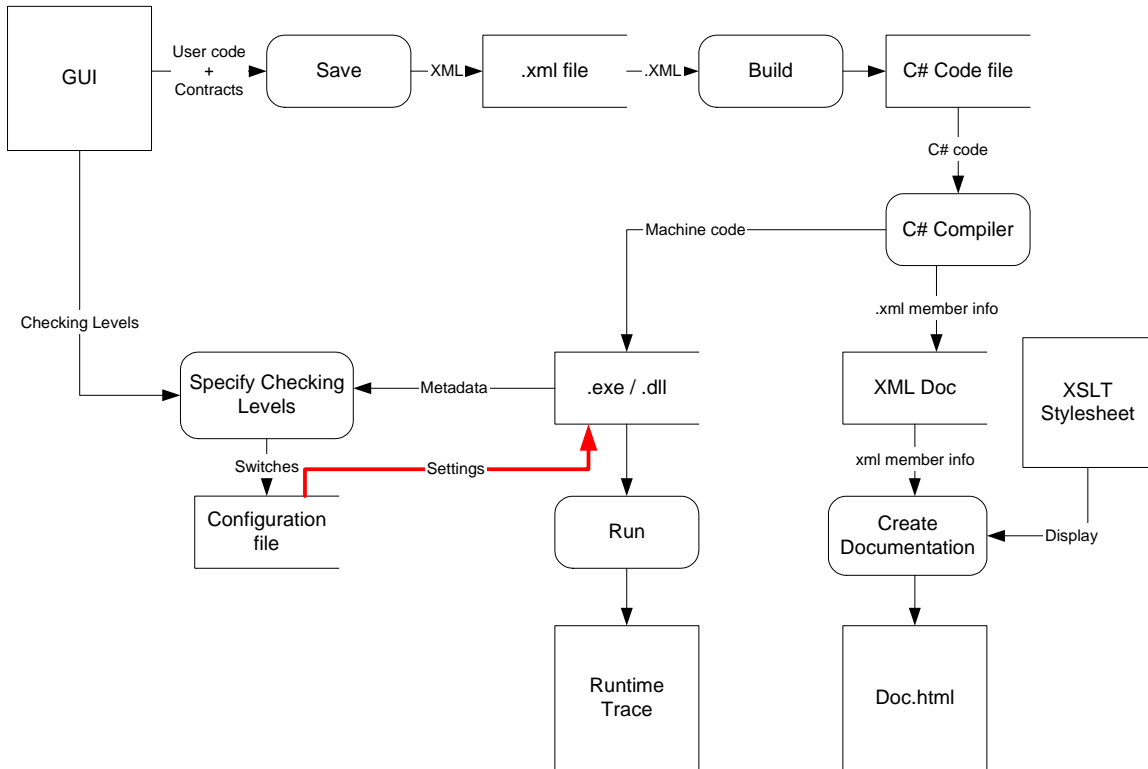 GUI
User code
+
Contracts
Save
XML
.xml file
.XML
Build
C# Code file
C# code
C# Compiler
Machine code
.xml member info
Checking Levels
Specify Checking
Levels
Metadata
.exe / .dll
XML Doc
XSLT
Stylesheet
Switches
Settings
xml member info
Configuration
file
Run
Create
Documentation
Display
Runtime
Trace
Doc.html